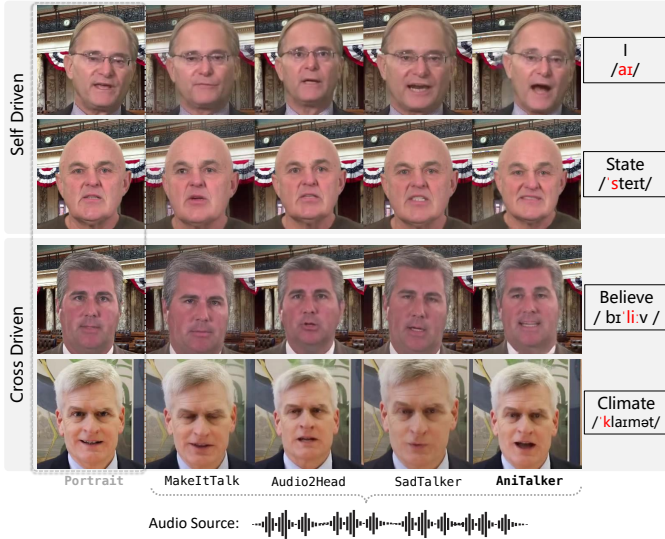 Self Driven
I
/aɪ/
State
/ˈsteɪt/
Cross Driven
Believe
/ bɪˈliːv /
Climate
/ˈklaɪmət/
Portrait
MakeItTalk
Audio2Head
SadTalker
AniTalker
Audio Source: